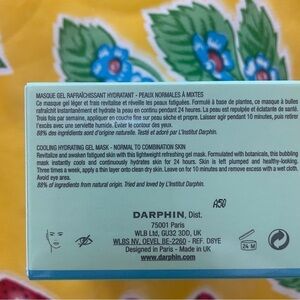 MASQUE GEL RAFRAÎCHISSANT HYDRATANT - PEAUX NORMALES À MIXTES
Ce masque gel léger et frais revitalise et réveille les peaux fatiguées. Formulé à base de plantes, ce masque à bulles
rafraîchit instantanément et hydrate la peau en continu pendant 24 heures. La peau est repulpée et éclatante de santé.
Trois fois par semaine, appliquer en couche fine sur peau sèche et propre. Laisser agir pendant 10 minutes, puis retirer
l'excès avec une serviette humide. Éviter le contour des yeux.
88% des ingrédients sont d'origine naturelle. Testé et adoré par L'Institut Darphin.
COOLING HYDRATING GEL MASK - NORMAL TO COMBINATION SKIN
Revitalize and awaken fatigued skin with this lightweight refreshing gel mask. Formulated with botanicals, this bubbling
mask instantly cools and continuously hydrates skin for 24 hours. Skin is left plumped and healthy-looking.
Three times a week, apply a thin layer onto clean dry skin. Leave on for 10 minutes and remove excess with a wet cloth.
Avoid eye area.
88% of ingredients from natural origin. Tried and loved by L'Institut Darphin.
A50
DARPHIN, Dist.
75001 Paris
WLB Ltd, GU32 3DD, UK
WLBS NV, OEVEL BE-2260 - REF. D8YE
Designed in Paris - Made in UK
www.darphin.com
24 M